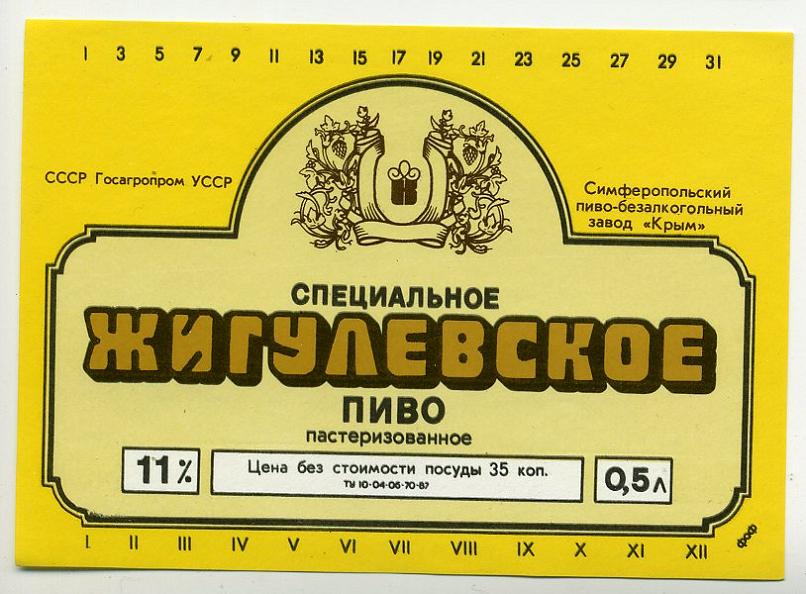 1 3 5 7 9 11 13 15 17 19 21 23 25 27 29 31
СССР Госагропром УССР
Симферопольский
пиво-безалкогольный
завод «Крым»
СПЕЦИАЛЬНОЕ
ЖИГУЛЕВСКОЕ
ПИВО
пастеризованное
11%
Цена без стоимости посуды 35 коп.
ТУ 10-04-06-70-87
0,5л
I. II III IV V VI VII VIII IX X XI XII
фоф